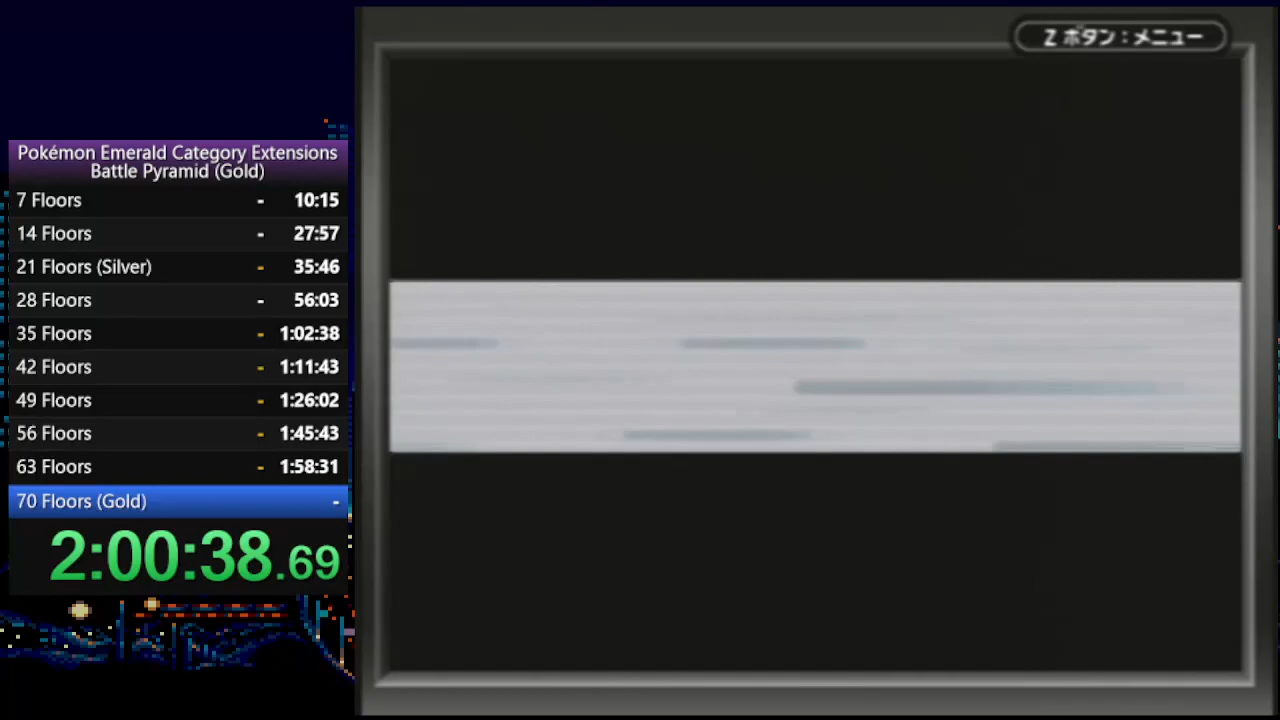 Z ボタン：メニュー
Pokémon Emerald Category Extensions
Battle Pyramid (Gold)
7 Floors - 10:15
14 Floors - 27:57
21 Floors (Silver) - 35:46
28 Floors - 56:03
35 Floors - 1:02:38
42 Floors - 1:11:43
49 Floors - 1:26:02
56 Floors - 1:45:43
63 Floors - 1:58:31
70 Floors (Gold) -
2:00:38.69